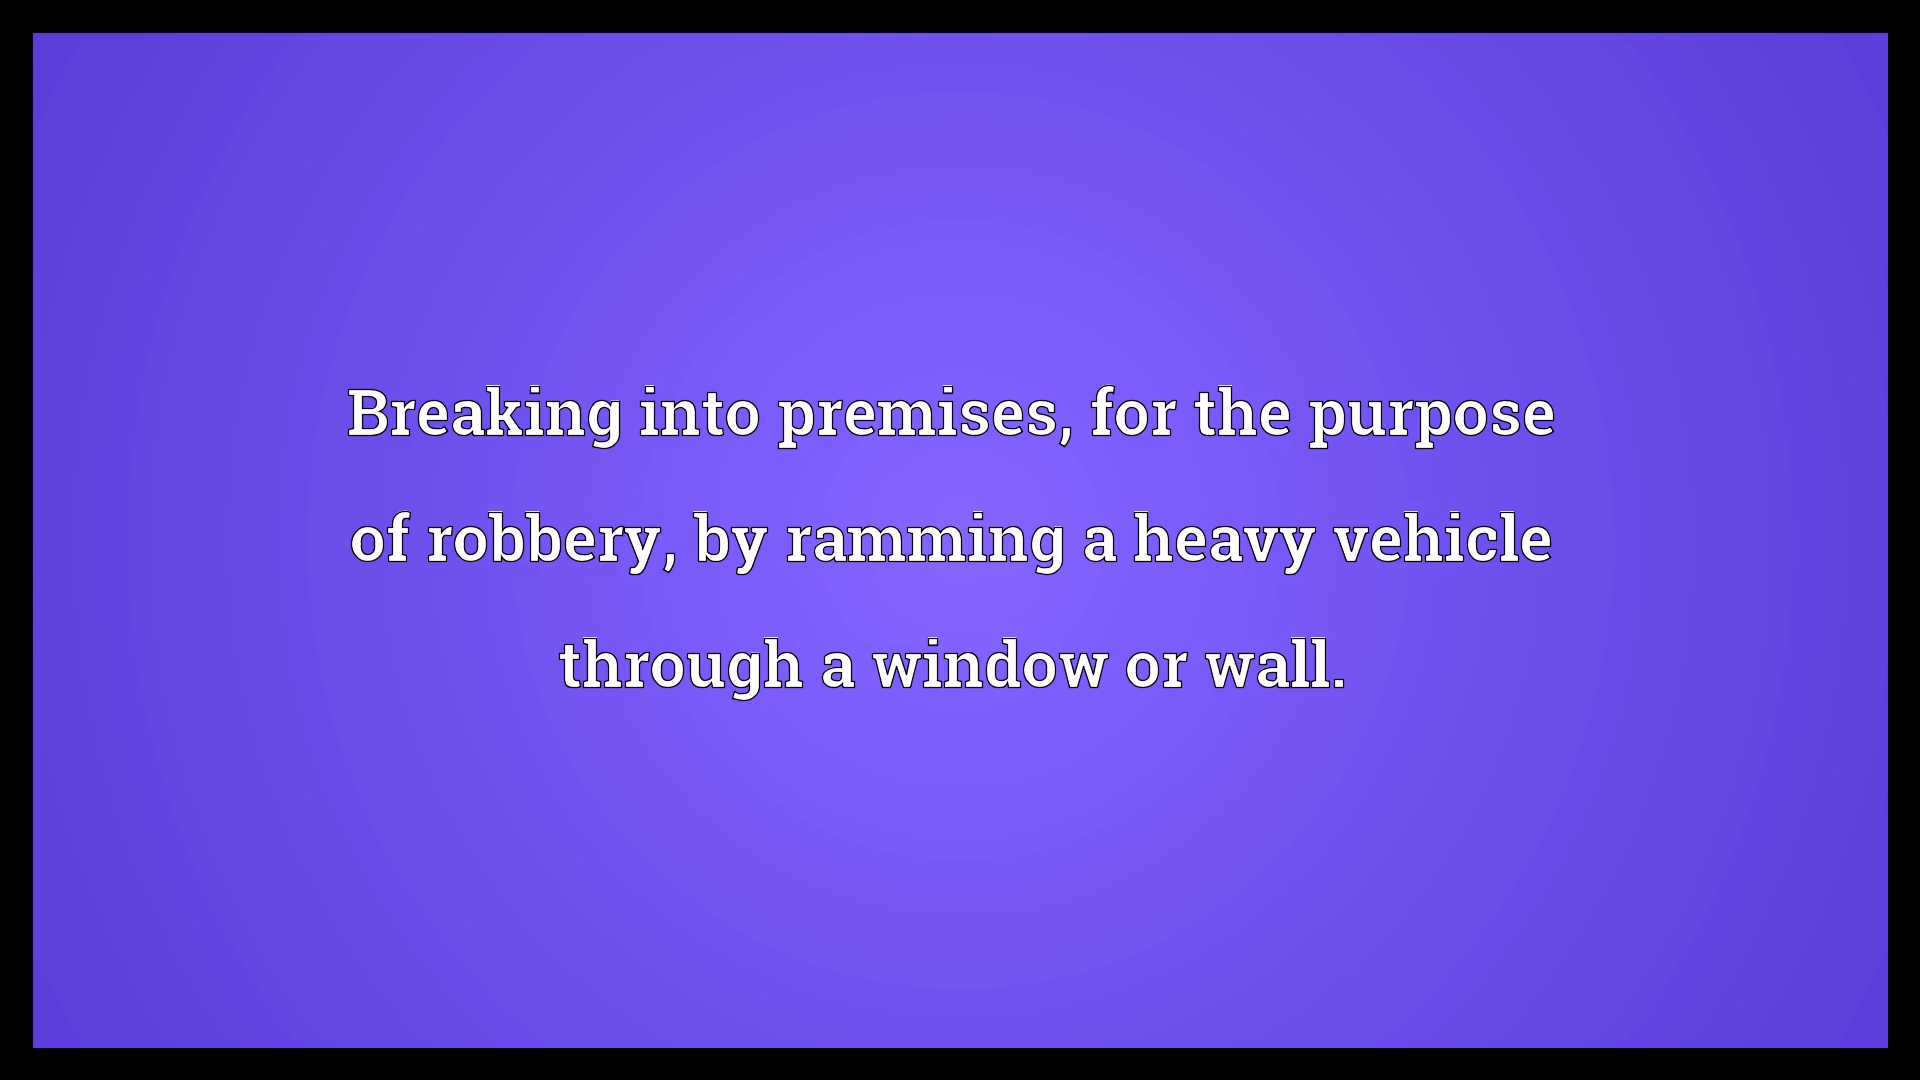 Breaking into premises, for the purpose
of robbery, by ramming a heavy vehicle
through a window or wall.